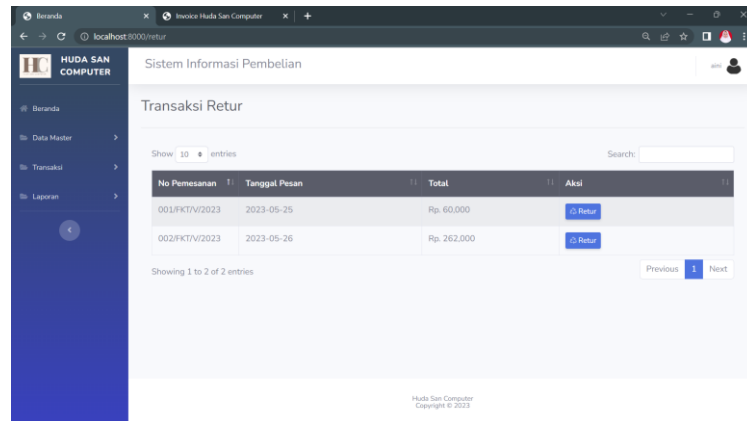 Beranda
Invoice Huda San Computer
localhost:8000/retur
HC
HUDA SAN
COMPUTER
Sistem Informasi Pembelian
aini
Beranda
Data Master
Transaksi
Laporan
Transaksi Retur
Show 10 entries
Search:
No Pemesanan Tanggal Pesan Total Aksi
001/FKT/V/2023 2023-05-25 Rp. 60,000 Retur
002/FKT/V/2023 2023-05-26 Rp. 262,000 Retur
Showing 1 to 2 of 2 entries
Previous 1 Next
Huda San Computer
Copyright © 2023